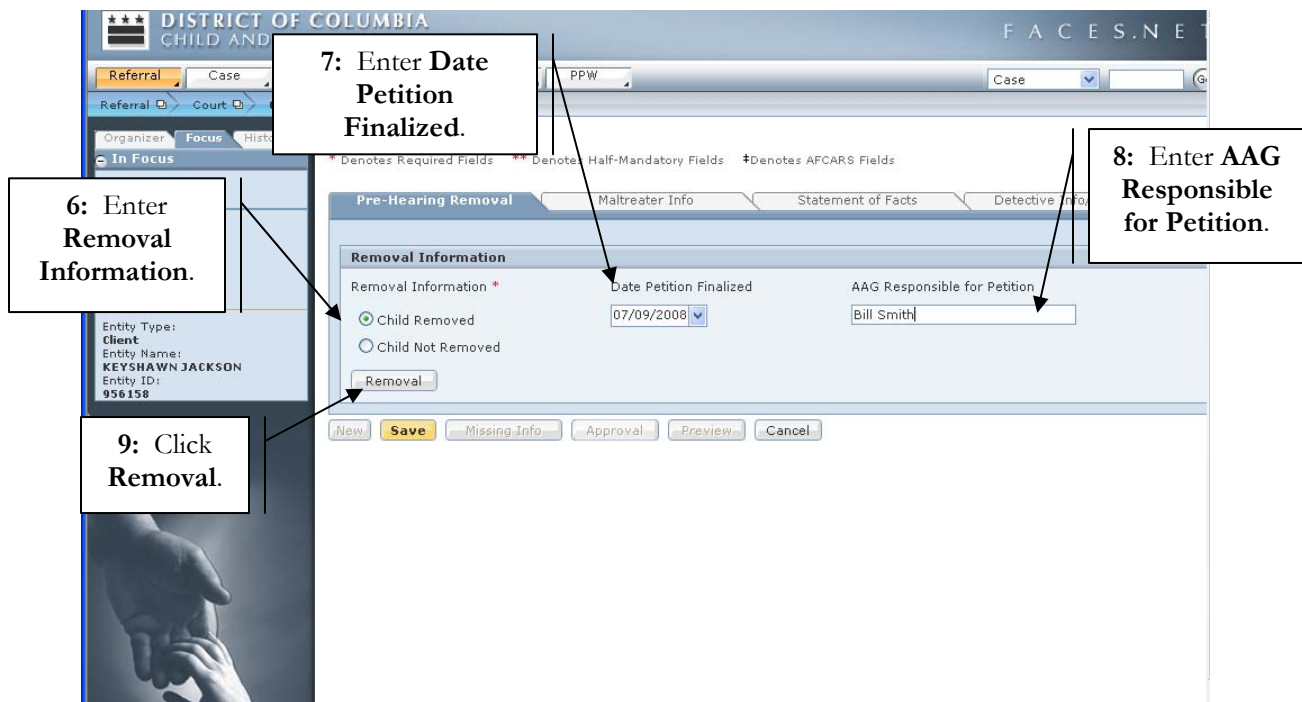 DISTRICT OF COLUMBIA
CHILD AND
F A C E S . N E T
7: Enter Date
Petition
Finalized.
Referral Case PPW Case
Referral Court
Organizer Focus
In Focus
* Denotes Required Fields ** Denotes Half-Mandatory Fields ‡Denotes AFCARS Fields
8: Enter AAG
Responsible
for Petition.
6: Enter
Removal
Information.
Pre-Hearing Removal Maltreater Info Statement of Facts Detective Info/
Removal Information
Removal Information * Date Petition Finalized AAG Responsible for Petition
Child Removed 07/09/2008 Bill Smith
Child Not Removed
Removal
Entity Type:
Client
Entity Name:
KEYSHAWN JACKSON
Entity ID:
956158
New Save Missing Info Approval Preview Cancel
9: Click
Removal.